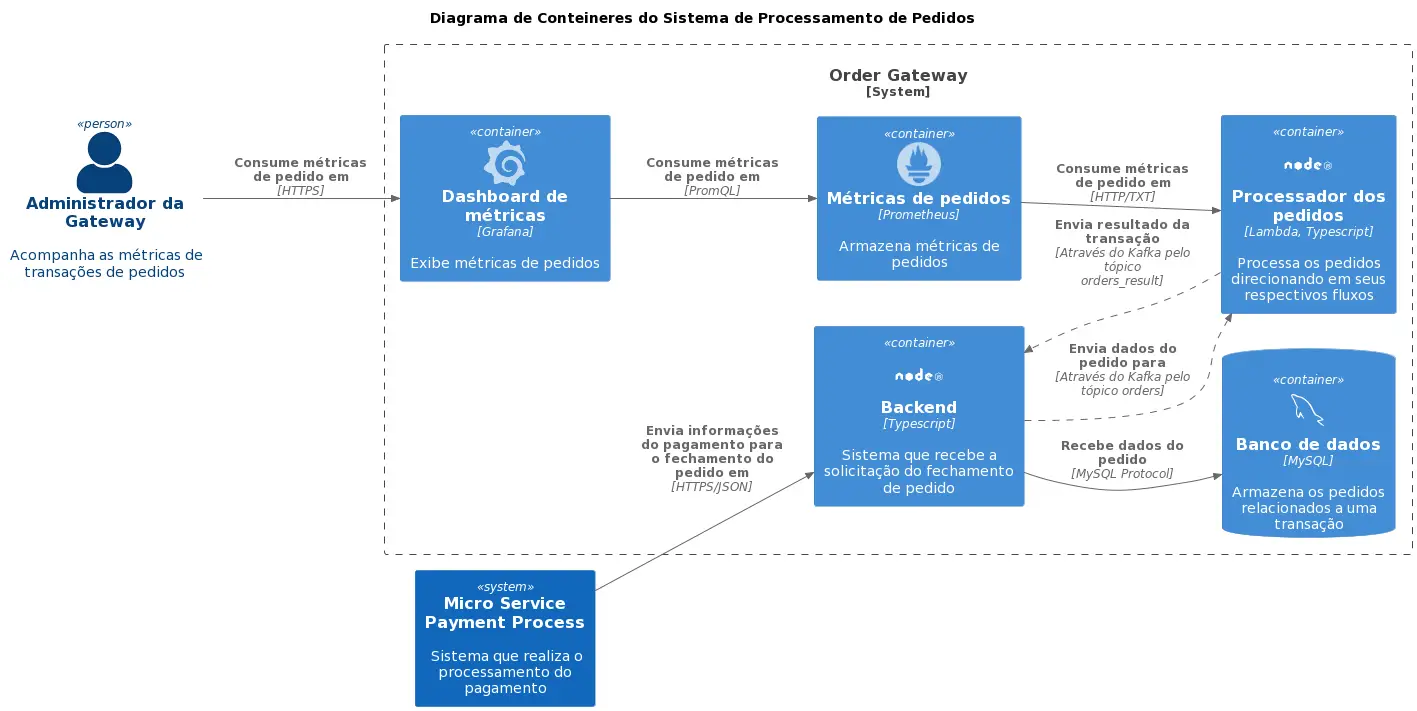 Diagrama de Conteineres do Sistema de Processamento de Pedidos
Order Gateway
[System]
«person»
Administrador da
Gateway
Acompanha as métricas de
transações de pedidos
Consume métricas
de pedido em
[HTTPS]
«container»
Dashboard de
métricas
[Grafana]
Exibe métricas de pedidos
Consume métricas
de pedido em
[PromQL]
«container»
Métricas de pedidos
[Prometheus]
Armazena métricas de
pedidos
Consume métricas
de pedido em
[HTTP/TXT]
Envia resultado da
transação
[Através do Kafka pelo
tópico
orders_result]
«container»
node
Processador dos
pedidos
[Lambda, Typescript]
Processa os pedidos
direcionando em seus
respectivos fluxos
«container»
node
Backend
[Typescript]
Sistema que recebe a
solicitação do fechamento
de pedido
Envia dados do
pedido para
[Através do Kafka pelo
tópico orders]
Recebe dados do
pedido
[MySQL Protocol]
«container»
Banco de dados
[MySQL]
Armazena os pedidos
relacionados a uma
transação
Envia informações
do pagamento para
o fechamento do
pedido em
[HTTPS/JSON]
«system»
Micro Service
Payment Process
Sistema que realiza o
processamento do
pagamento